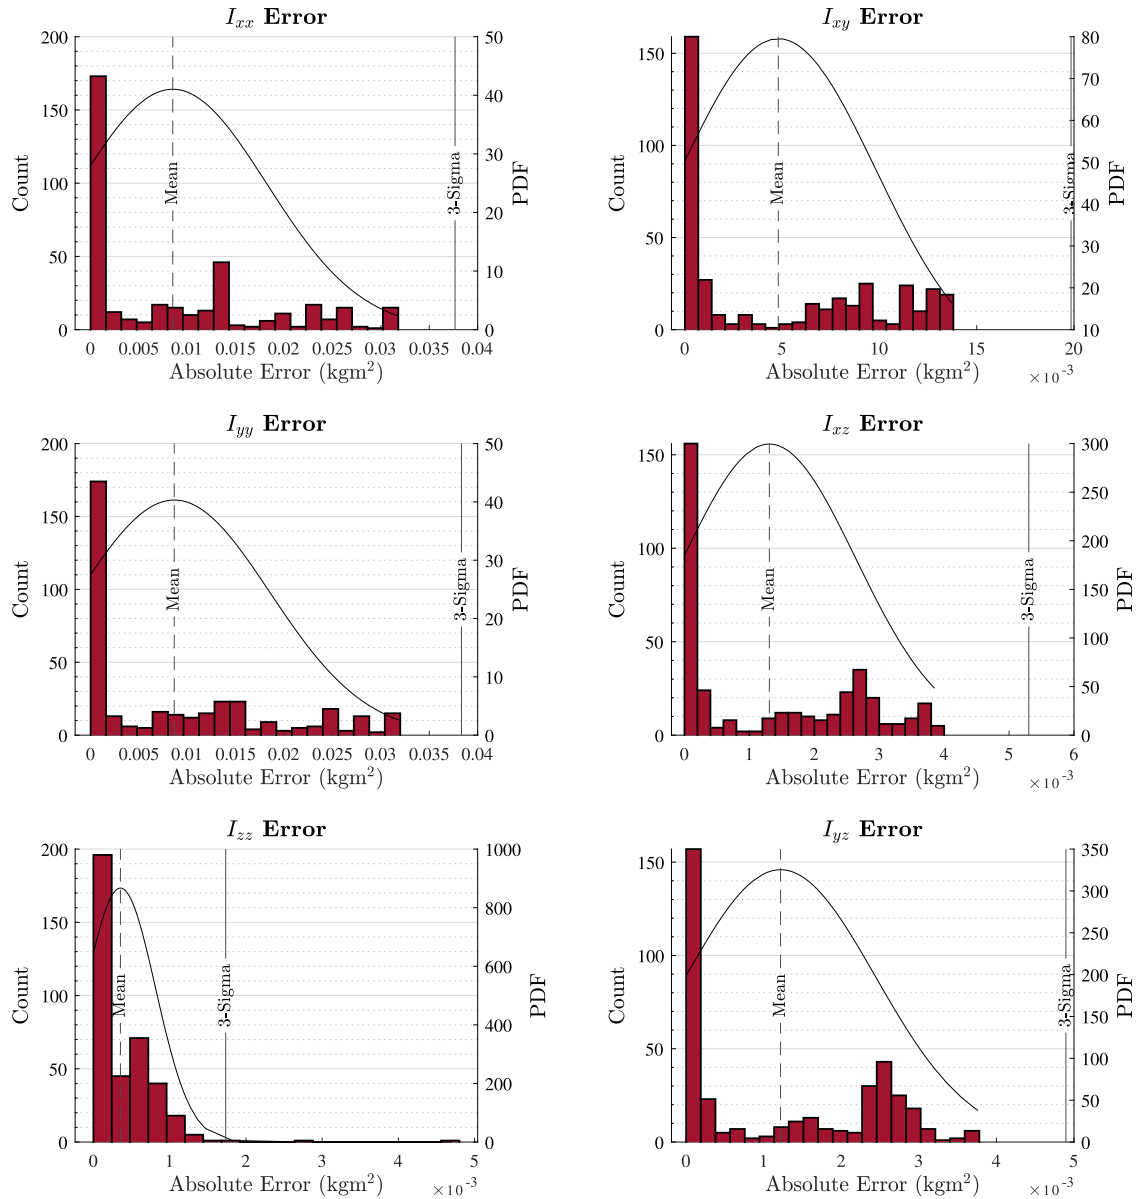 I_xx Error
200
150
100
50
0
Count
50
40
30
20
10
0
PDF
Mean
3-Sigma
0 0.005 0.01 0.015 0.02 0.025 0.03 0.035 0.04
Absolute Error (kgm²)
I_xy Error
150
100
50
0
Count
80
70
60
50
40
30
20
10
PDF
Mean
3-Sigma
0 5 10 15 20
Absolute Error (kgm²)
×10⁻³
I_yy Error
200
150
100
50
0
Count
50
40
30
20
10
0
PDF
Mean
3-Sigma
0 0.005 0.01 0.015 0.02 0.025 0.03 0.035 0.04
Absolute Error (kgm²)
I_xz Error
150
100
50
0
Count
300
250
200
150
100
50
0
PDF
Mean
3-Sigma
0 1 2 3 4 5 6
Absolute Error (kgm²)
×10⁻³
I_zz Error
200
150
100
50
0
Count
1000
800
600
400
200
0
PDF
Mean
3-Sigma
0 1 2 3 4 5
Absolute Error (kgm²)
×10⁻³
I_yz Error
150
100
50
0
Count
350
300
250
200
150
100
50
0
PDF
Mean
3-Sigma
0 1 2 3 4 5
Absolute Error (kgm²)
×10⁻³